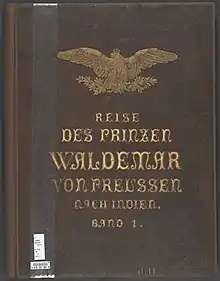 REISE
DES PRINZEN
WALDEMAR
VON PREUSSEN
NACH INDIEN.
BAND 1.